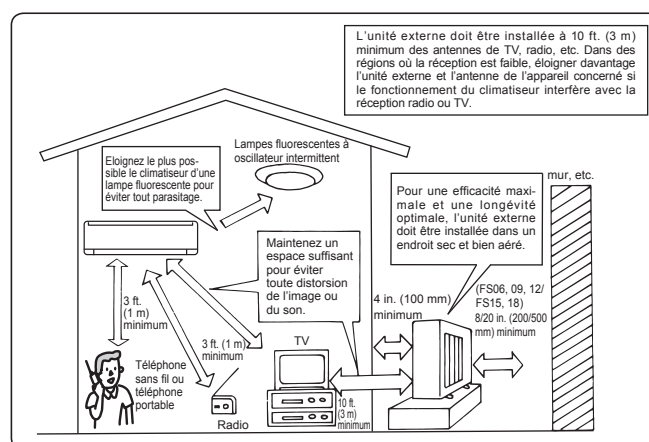 L'unité externe doit être installée à 10 ft. (3 m)
minimum des antennes de TV, radio, etc. Dans des
régions où la réception est faible, éloigner davantage
l'unité externe et l'antenne de l'appareil concerné si
le fonctionnement du climatiseur interfère avec la
réception radio ou TV.
Lampes fluorescentes à
oscillateur intermittent
Eloignez le plus pos-
sible le climatiseur d'une
lampe fluorescente pour
éviter tout parasitage.
mur, etc.
Pour une efficacité maxi-
male et une longévité
optimale, l'unité externe
doit être installée dans un
endroit sec et bien aéré.
Maintenez un
espace suffisant
pour éviter
toute distorsion
de l'image ou
du son.
3 ft.
(1 m)
minimum
4 in. (100 mm)
minimum
(FS06, 09, 12/
FS15, 18)
8/20 in. (200/500
mm) minimum
3 ft. (1 m)
minimum
TV
Téléphone
sans fil ou
téléphone
portable
Radio
10 ft.
(3 m)
minimum